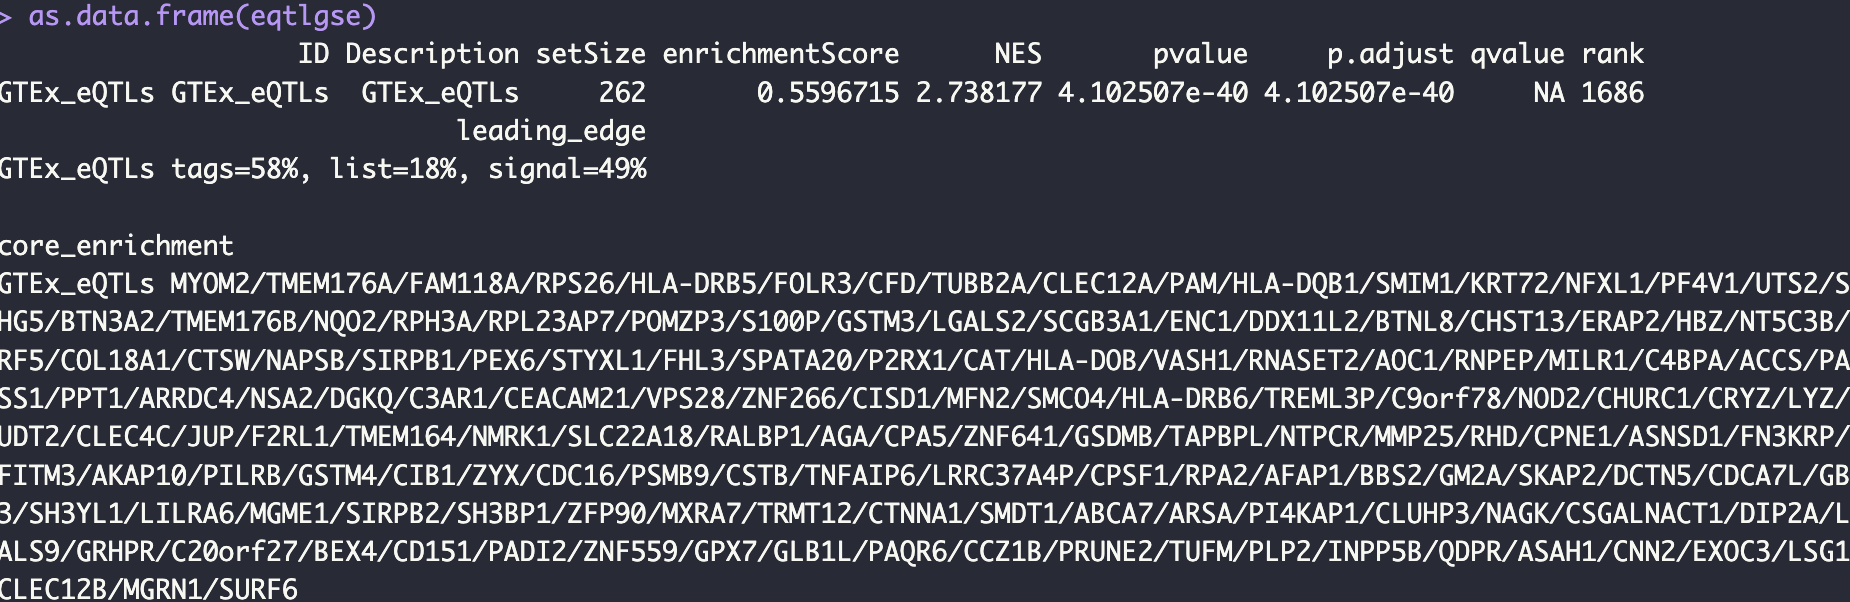 > as.data.frame(eqtlgse)
ID Description setSize enrichmentScore NES pvalue p.adjust qvalue rank
GTEx_eQTLs GTEx_eQTLs GTEx_eQTLs 262 0.5596715 2.738177 4.102507e-40 4.102507e-40 NA 1686
leading_edge
GTEx_eQTLs tags=58%, list=18%, signal=49%
core_enrichment
GTEx_eQTLs MYOM2/TMEM176A/FAM118A/RPS26/HLA-DRB5/FOLR3/CFD/TUBB2A/CLEC12A/PAM/HLA-DQB1/SMIM1/KRT72/NFXL1/PF4V1/UTS2/S
HG5/BTN3A2/TMEM176B/NQO2/RPH3A/RPL23AP7/POMZP3/S100P/GSTM3/LGALS2/SCGB3A1/ENC1/DDX11L2/BTNL8/CHST13/ERAP2/HBZ/NT5C3B/
RF5/COL18A1/CTSW/NAPSB/SIRPB1/PEX6/STYXL1/FHL3/SPATA20/P2RX1/CAT/HLA-DOB/VASH1/RNASET2/AOC1/RNPEP/MILR1/C4BPA/ACCS/PA
SS1/PPT1/ARRDC4/NSA2/DGKQ/C3AR1/CEACAM21/VPS28/ZNF266/CISD1/MFN2/SMCO4/HLA-DRB6/TREML3P/C9orf78/NOD2/CHURC1/CRYZ/LYZ/
UDT2/CLEC4C/JUP/F2RL1/TMEM164/NMRK1/SLC22A18/RALBP1/AGA/CPA5/ZNF641/GSDMB/TAPBPL/NTPCR/MMP25/RHD/CPNE1/ASNSD1/FN3KRP/
FITM3/AKAP10/PILRB/GSTM4/CIB1/ZYX/CDC16/PSMB9/CSTB/TNFAIP6/LRRC37A4P/CPSF1/RPA2/AFAP1/BBS2/GM2A/SKAP2/DCTN5/CDCA7L/GB
3/SH3YL1/LILRA6/MGME1/SIRPB2/SH3BP1/ZFP90/MXRA7/TRMT12/CTNNA1/SMDT1/ABCA7/ARSA/PI4KAP1/CLUHP3/NAGK/CSGALNACT1/DIP2A/L
ALS9/GRHPR/C20orf27/BEX4/CD151/PADI2/ZNF559/GPX7/GLB1L/PAQR6/CCZ1B/PRUNE2/TUFM/PLP2/INPP5B/QDPR/ASAH1/CNN2/EXOC3/LSG1
CLEC12B/MGRN1/SURF6